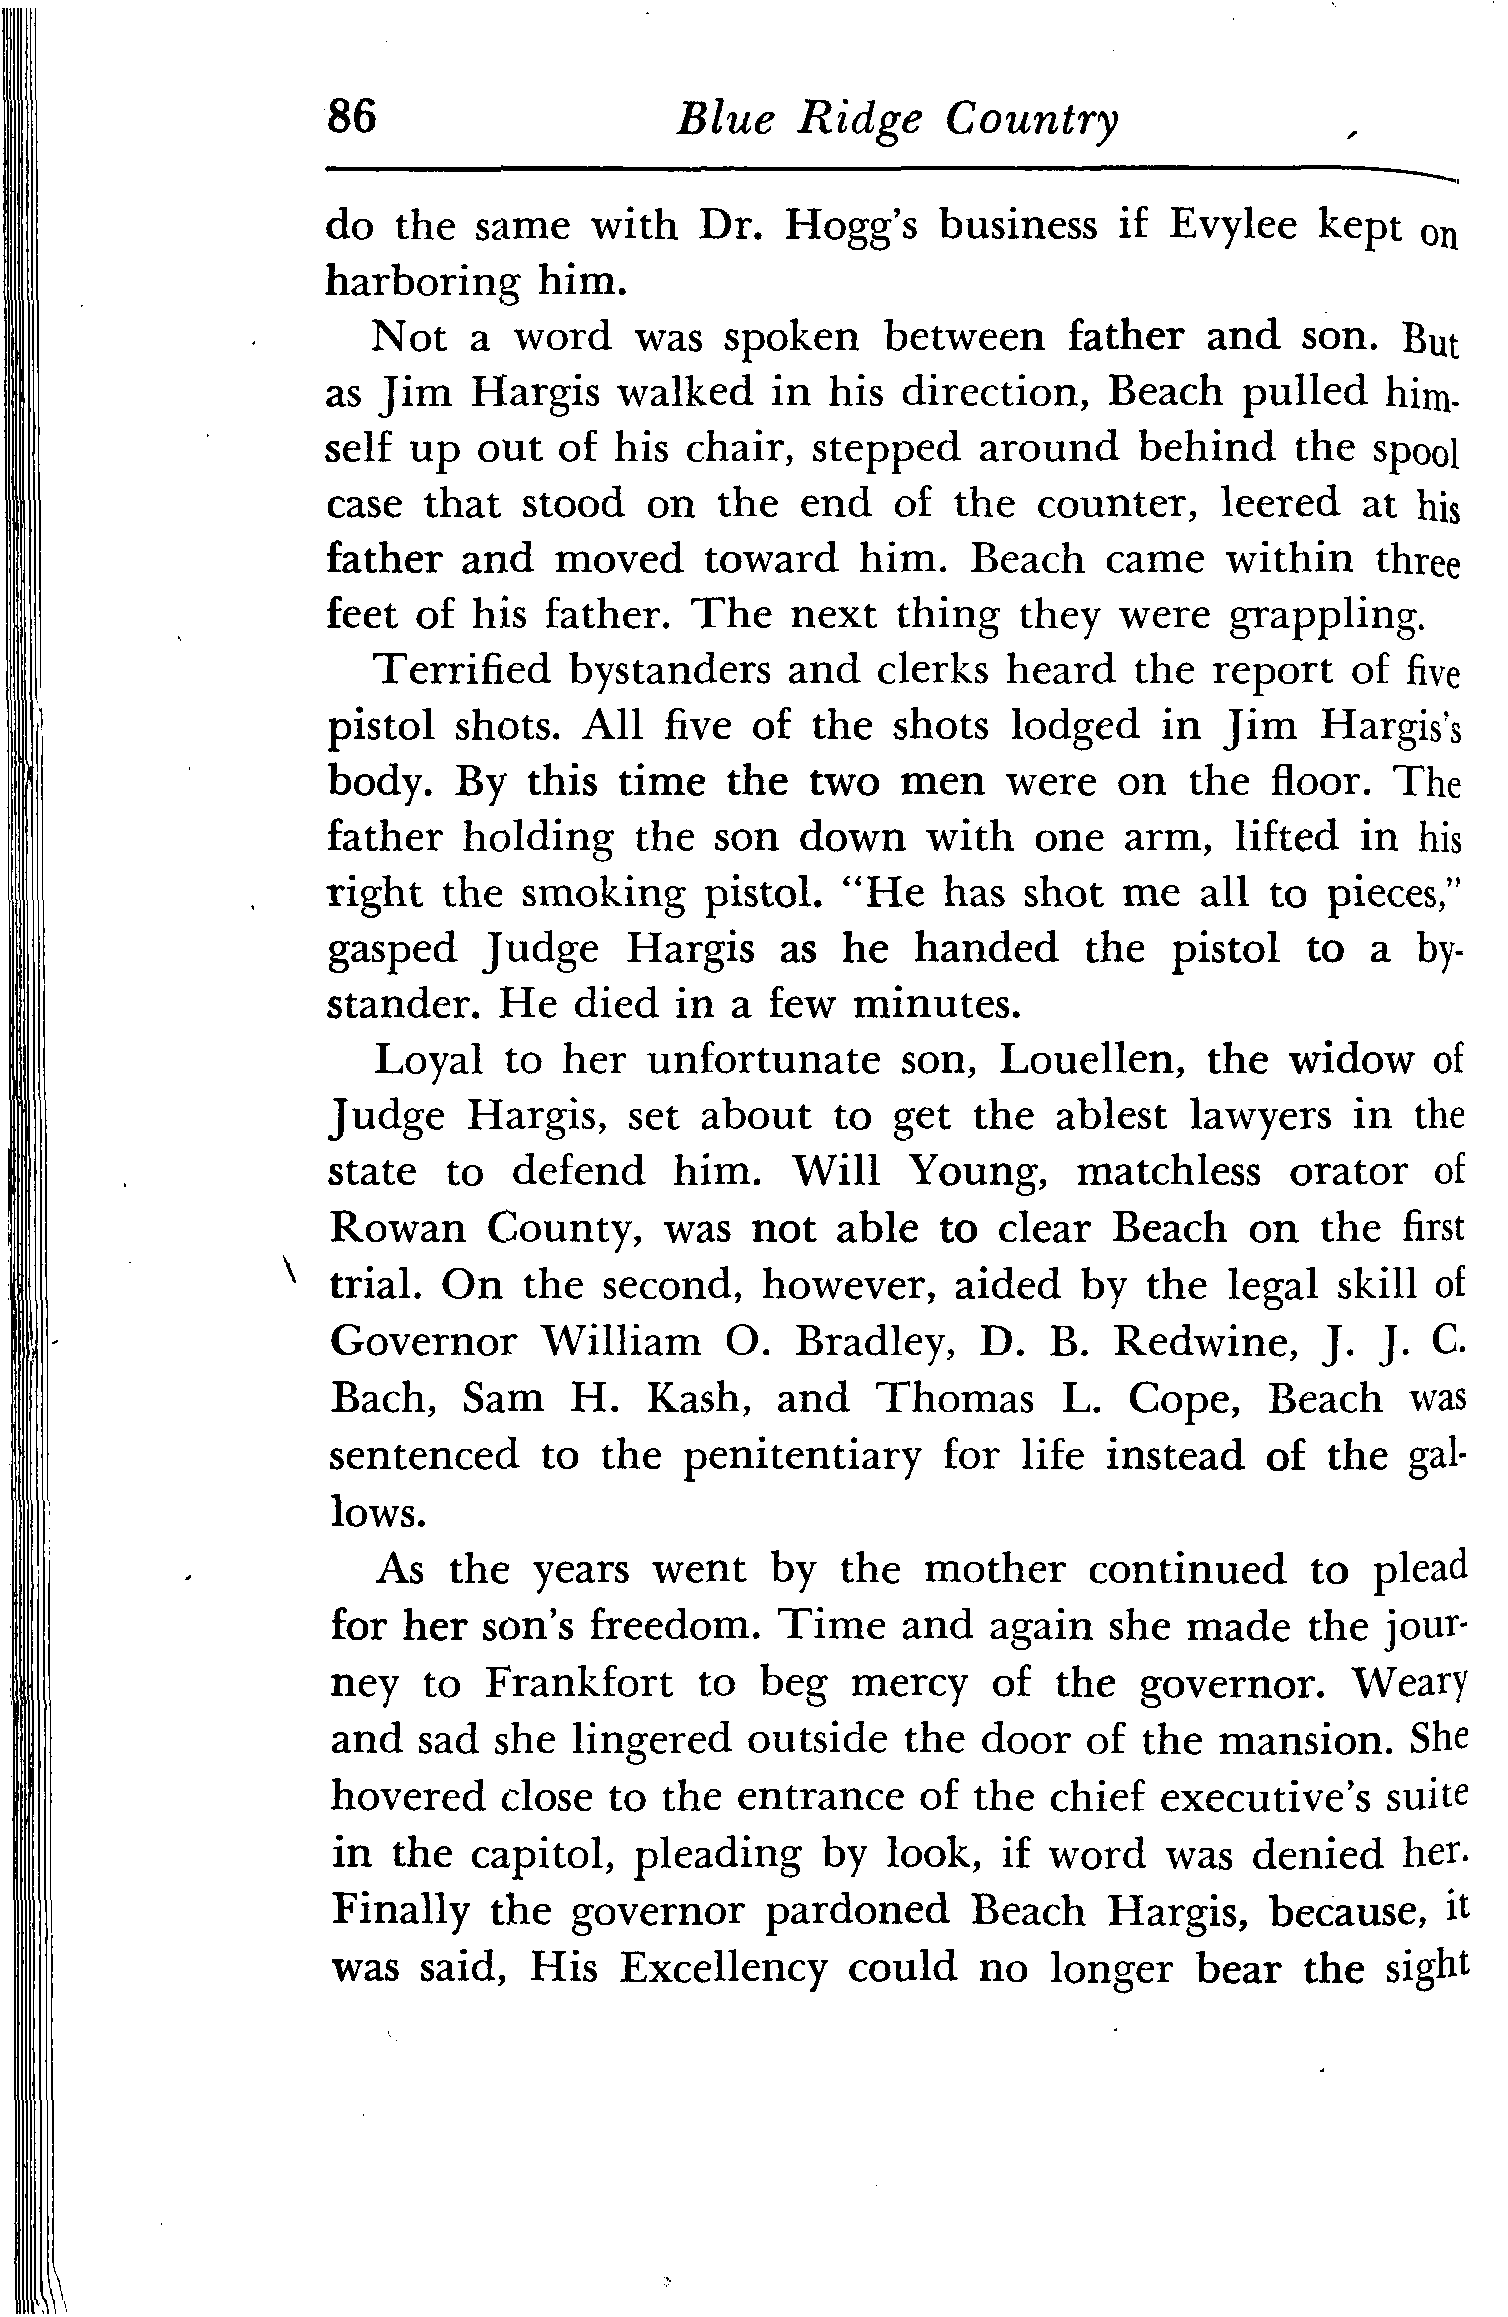 86 Blue Ridge Country
do the same with Dr. Hogg's business if Evylee kept on
harboring him.
Not a word was spoken between father and son. But
as Jim Hargis walked in his direction, Beach pulled him-
self up out of his chair, stepped around behind the spool
case that stood on the end of the counter, leered at his
father and moved toward him. Beach came within three
feet of his father. The next thing they were grappling.
Terrified bystanders and clerks heard the report of five
pistol shots. All five of the shots lodged in Jim Hargis's
body. By this time the two men were on the floor. The
father holding the son down with one arm, lifted in his
right the smoking pistol. “He has shot me all to pieces,”
gasped Judge Hargis as he handed the pistol to a by-
stander. He died in a few minutes.
Loyal to her unfortunate son, Louellen, the widow of
Judge Hargis, set about to get the ablest lawyers in the
state to defend him. Will Young, matchless orator of
Rowan County, was not able to clear Beach on the first
trial. On the second, however, aided by the legal skill of
Governor William O. Bradley, D. B. Redwine, J. J. C.
Bach, Sam H. Kash, and Thomas L. Cope, Beach was
sentenced to the penitentiary for life instead of the gal-
lows.
As the years went by the mother continued to plead
for her son's freedom. Time and again she made the jour-
ney to Frankfort to beg mercy of the governor. Weary
and sad she lingered outside the door of the mansion. She
hovered close to the entrance of the chief executive's suite
in the capitol, pleading by look, if word was denied her.
Finally the governor pardoned Beach Hargis, because, it
was said, His Excellency could no longer bear the sight